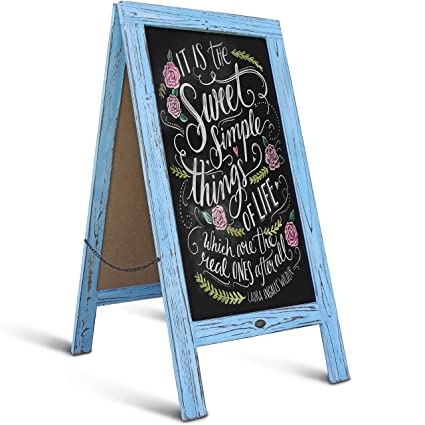 IT IS THE
Sweet
Simple
things
OF LIFE
Which are the
real ONES after all
LAURA INGALLS WILDER